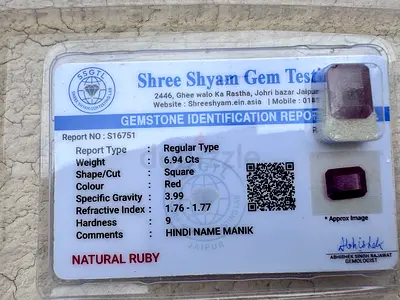 SSGTL
Shree Shyam Gem Testi
2446, Ghee walo Ka Rastha, Johri bazar Jaipur
Website : Shreeshyam.ein.asia | Mobile : 018
GEMSTONE IDENTIFICATION REPO
Report NO : S16751
Report Type : Regular Type
Weight : 6.94 Cts
Shape/Cut : Square
Colour : Red
Specific Gravity : 3.99
Refractive Index : 1.76 - 1.77
Hardness : 9
Comments : HINDI NAME MANIK
NATURAL RUBY
JAIPUR
* Approx Image
Abhishek
ABHISHEK SINGH RAJAWAT
GEMOLOGIST